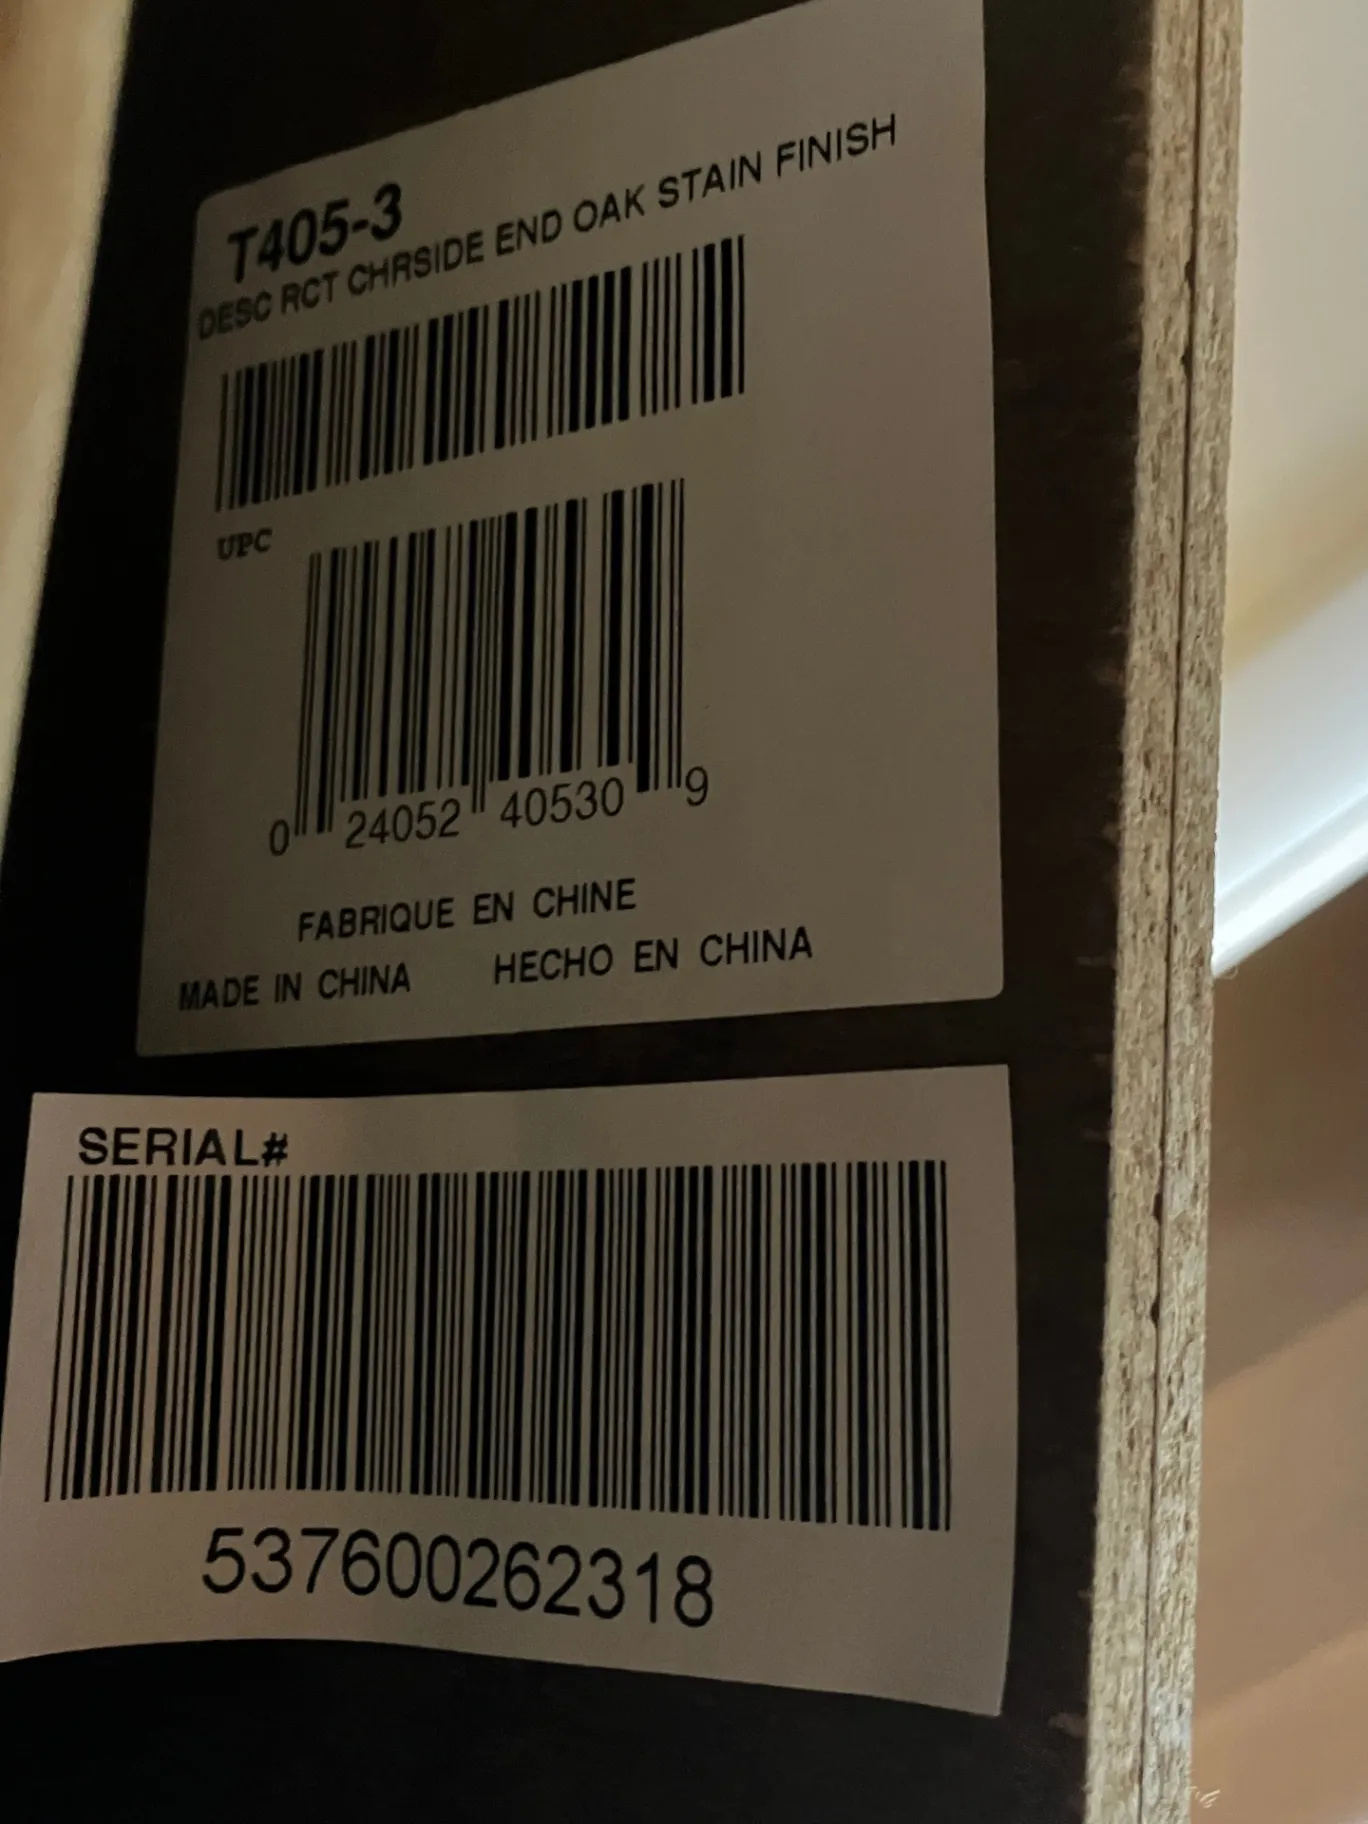 T405-3
DESC RCT CHRSIDE END OAK STAIN FINISH
UPC
0 24052 40530 9
FABRIQUE EN CHINE
MADE IN CHINA HECHO EN CHINA
SERIAL#
537600262318